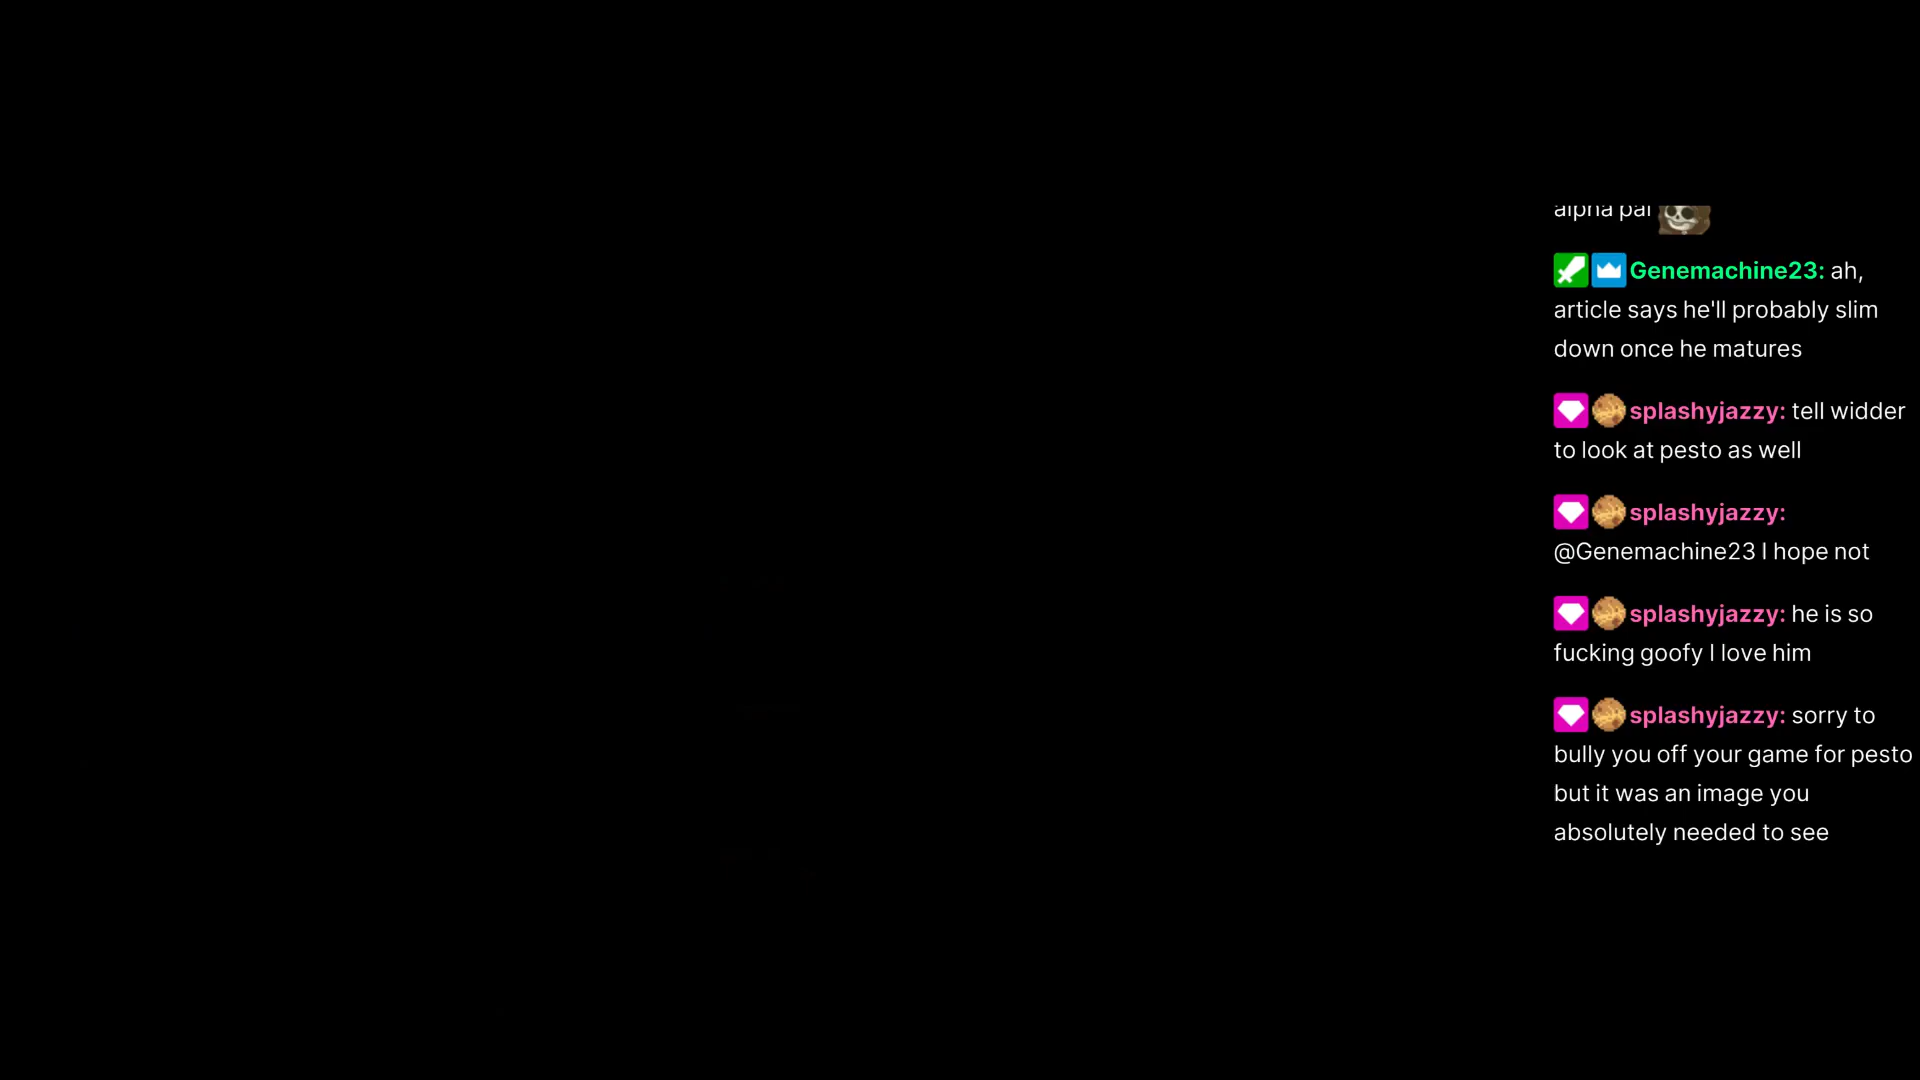 alpha pal
Genemachine23: ah,
article says he'll probably slim
down once he matures
splashyjazzy: tell widder
to look at pesto as well
splashyjazzy:
@Genemachine23 I hope not
splashyjazzy: he is so
fucking goofy I love him
splashyjazzy: sorry to
bully you off your game for pesto
but it was an image you
absolutely needed to see